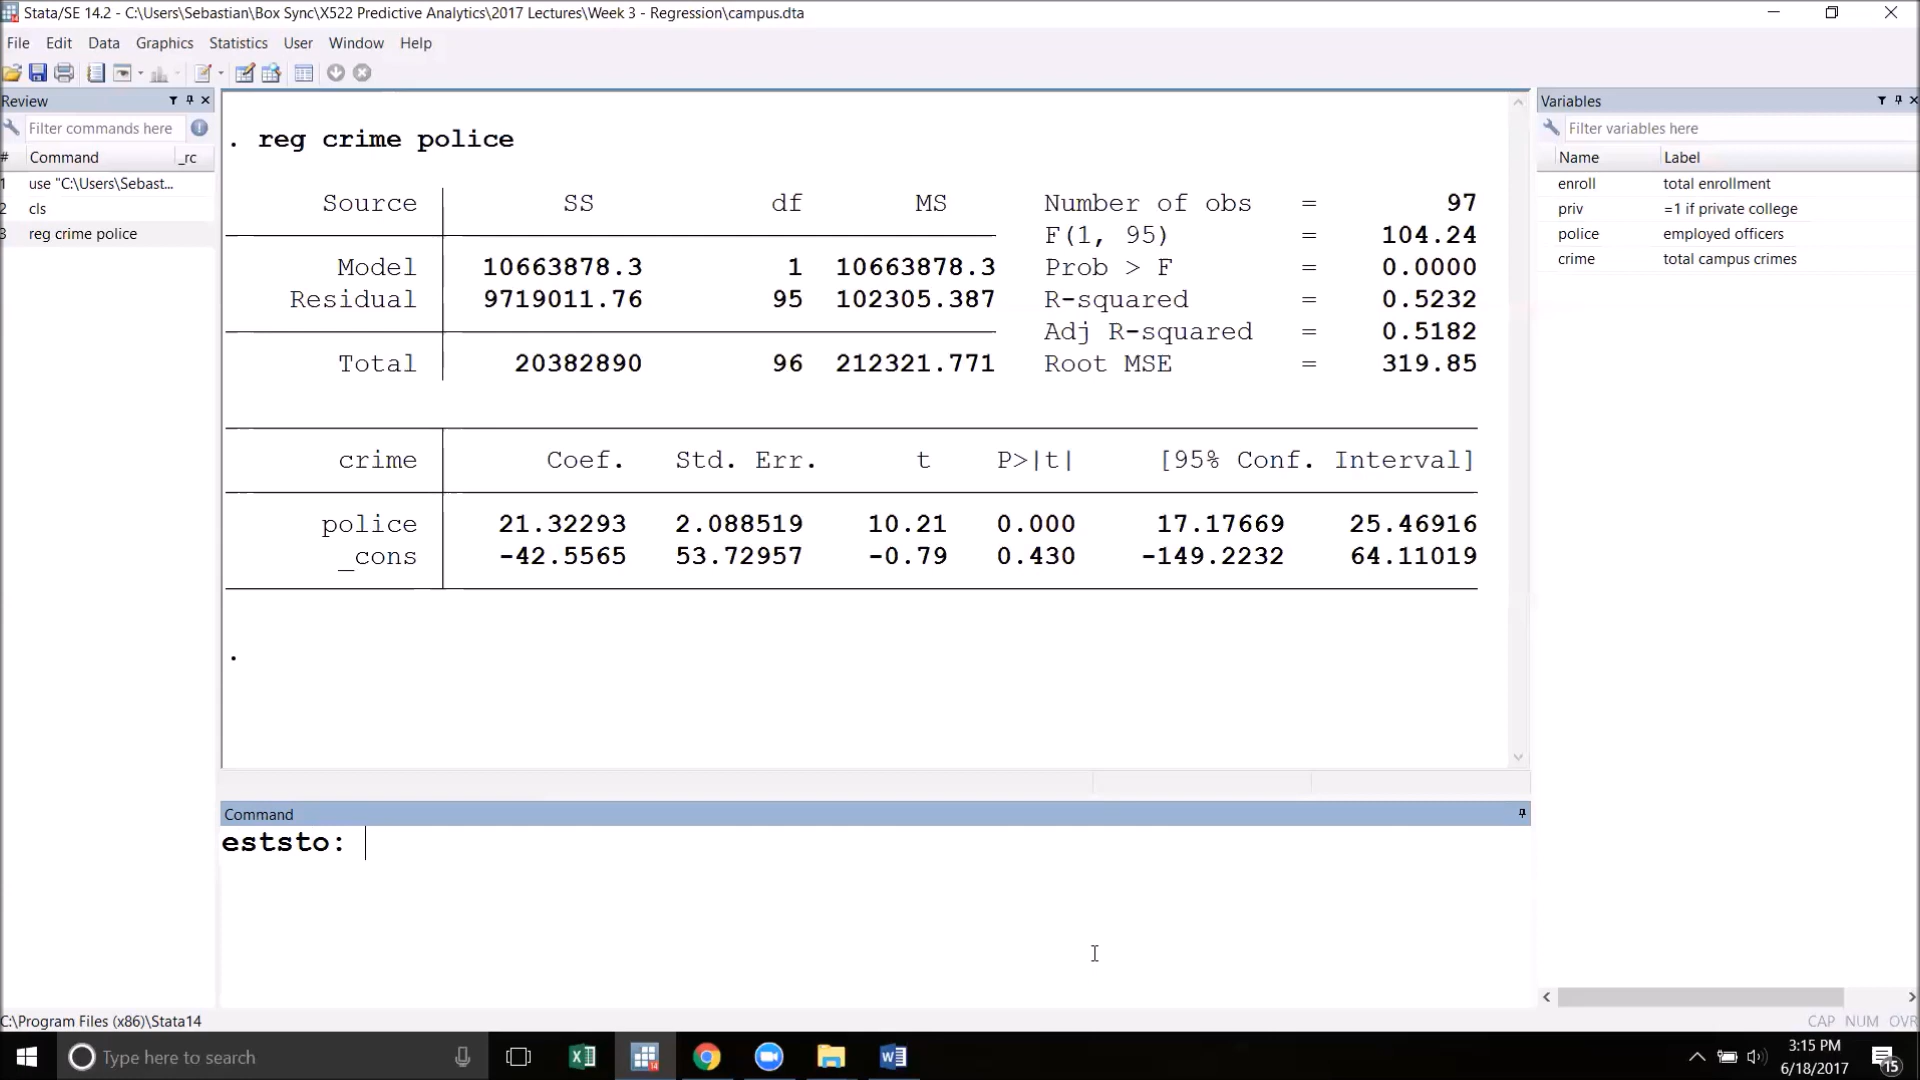 Stata/SE 14.2 - C:\Users\Sebastian\Box Sync\X522 Predictive Analytics\2017 Lectures\Week 3 - Regression\campus.dta
File Edit Data Graphics Statistics User Window Help
Review
Filter commands here
# Command _rc
1 use "C:\Users\Sebast...
2 cls
3 reg crime police
. reg crime police
Source SS df MS Number of obs = 97
F(1, 95) = 104.24
Model 10663878.3 1 10663878.3 Prob > F = 0.0000
Residual 9719011.76 95 102305.387 R-squared = 0.5232
Adj R-squared = 0.5182
Total 20382890 96 212321.771 Root MSE = 319.85
crime Coef. Std. Err. t P>|t| [95% Conf. Interval]
police 21.32293 2.088519 10.21 0.000 17.17669 25.46916
_cons -42.5565 53.72957 -0.79 0.430 -149.2232 64.11019
.
Command
eststo:
Variables
Filter variables here
Name Label
enroll total enrollment
priv =1 if private college
police employed officers
crime total campus crimes
C:\Program Files (x86)\Stata14
CAP NUM OVR
Type here to search
3:15 PM
6/18/2017
15